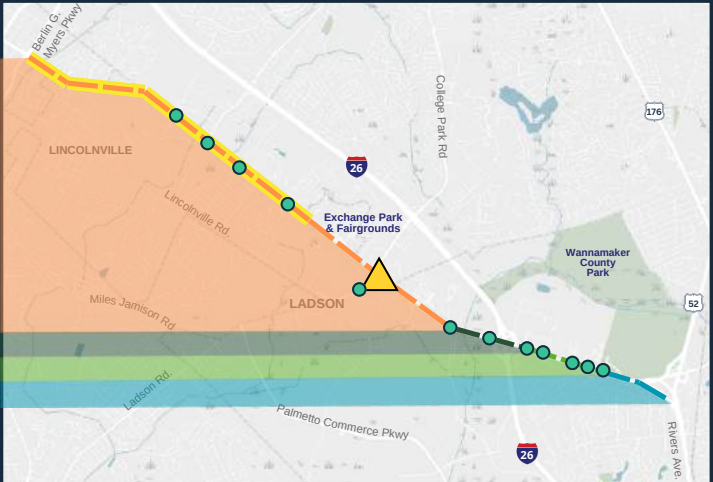 Berlin G.
Myers Pkwy
College Park Rd
176
LINCOLNVILLE
26
Lincolnville Rd.
Exchange Park
& Fairgrounds
Wannamaker
County
Park
Miles Jamison Rd.
LADSON
52
Ladson Rd.
Palmetto Commerce Pkwy
Rivers Ave.
26